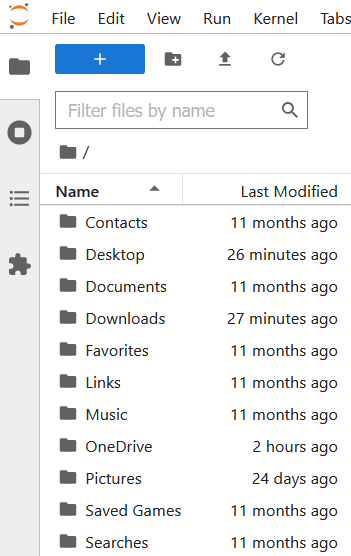 File Edit View Run Kernel Tabs
+
Filter files by name
/
Name Last Modified
Contacts 11 months ago
Desktop 26 minutes ago
Documents 11 months ago
Downloads 27 minutes ago
Favorites 11 months ago
Links 11 months ago
Music 11 months ago
OneDrive 2 hours ago
Pictures 24 days ago
Saved Games 11 months ago
Searches 11 months ago